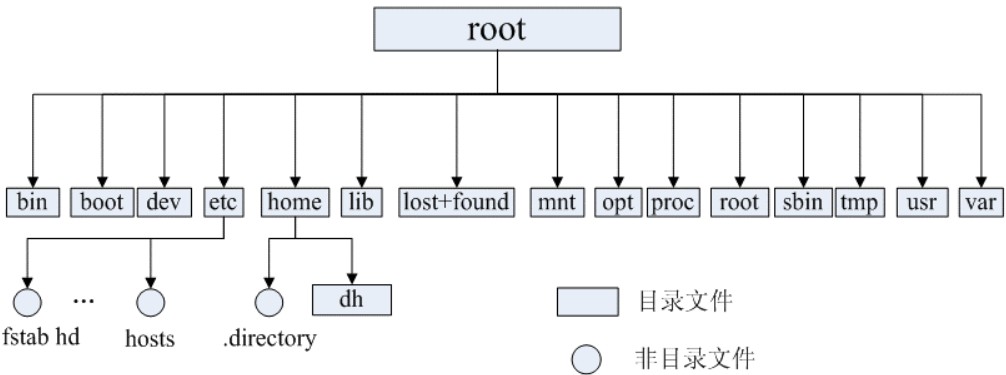 root
bin boot dev etc home lib lost+found mnt opt proc root sbin tmp usr var
... dh
目录文件
fstab hd hosts .directory
非目录文件